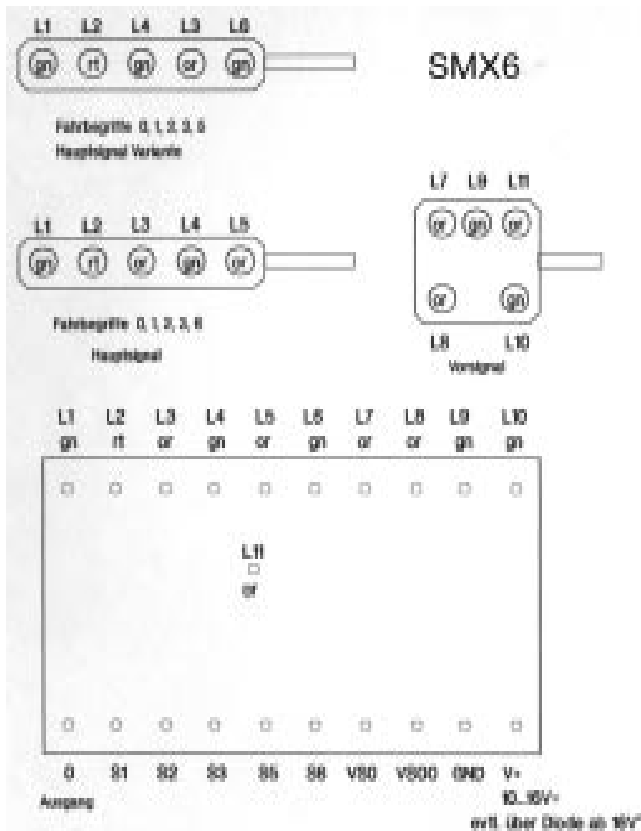 L1 L2 L4 L3 L6
gn rt gn or gn
SMX6
Fahrbegriffe 0, 1, 2, 3, 5
Hauptsignal Variante
L7 L9 L11
or gn or
L1 L2 L3 L4 L5
gn rt or gn or
or gn
Fahrbegriffe 0, 1, 2, 3, 6
Hauptsignal
L8 L10
Vorsignal
L1 L2 L3 L4 L5 L6 L7 L8 L9 L10
gn rt or gn or gn or or gn gn
L11
or
0 S1 S2 S3 S5 S6 VS0 VS00 GND V+
Ausgang
10..16V=
evtl. über Diode ab 16V